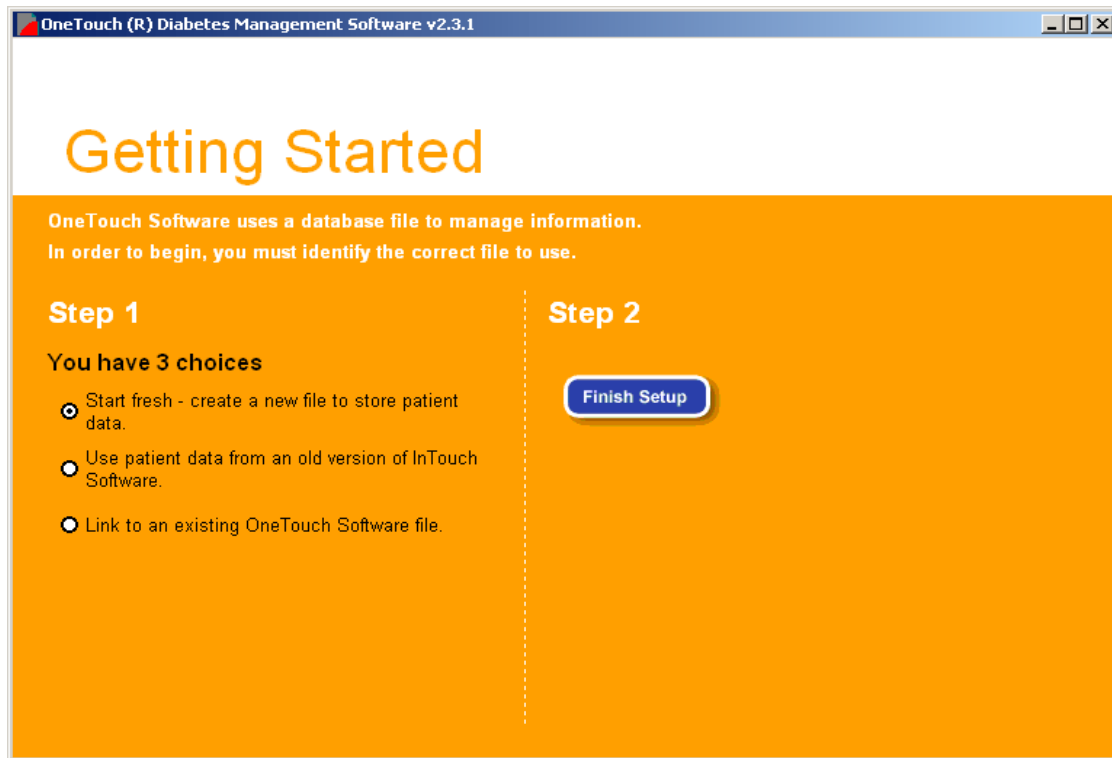 OneTouch (R) Diabetes Management Software v2.3.1
Getting Started
OneTouch Software uses a database file to manage information.
In order to begin, you must identify the correct file to use.
Step 1
You have 3 choices
Start fresh - create a new file to store patient
data.
Use patient data from an old version of InTouch
Software.
Link to an existing OneTouch Software file.
Step 2
Finish Setup